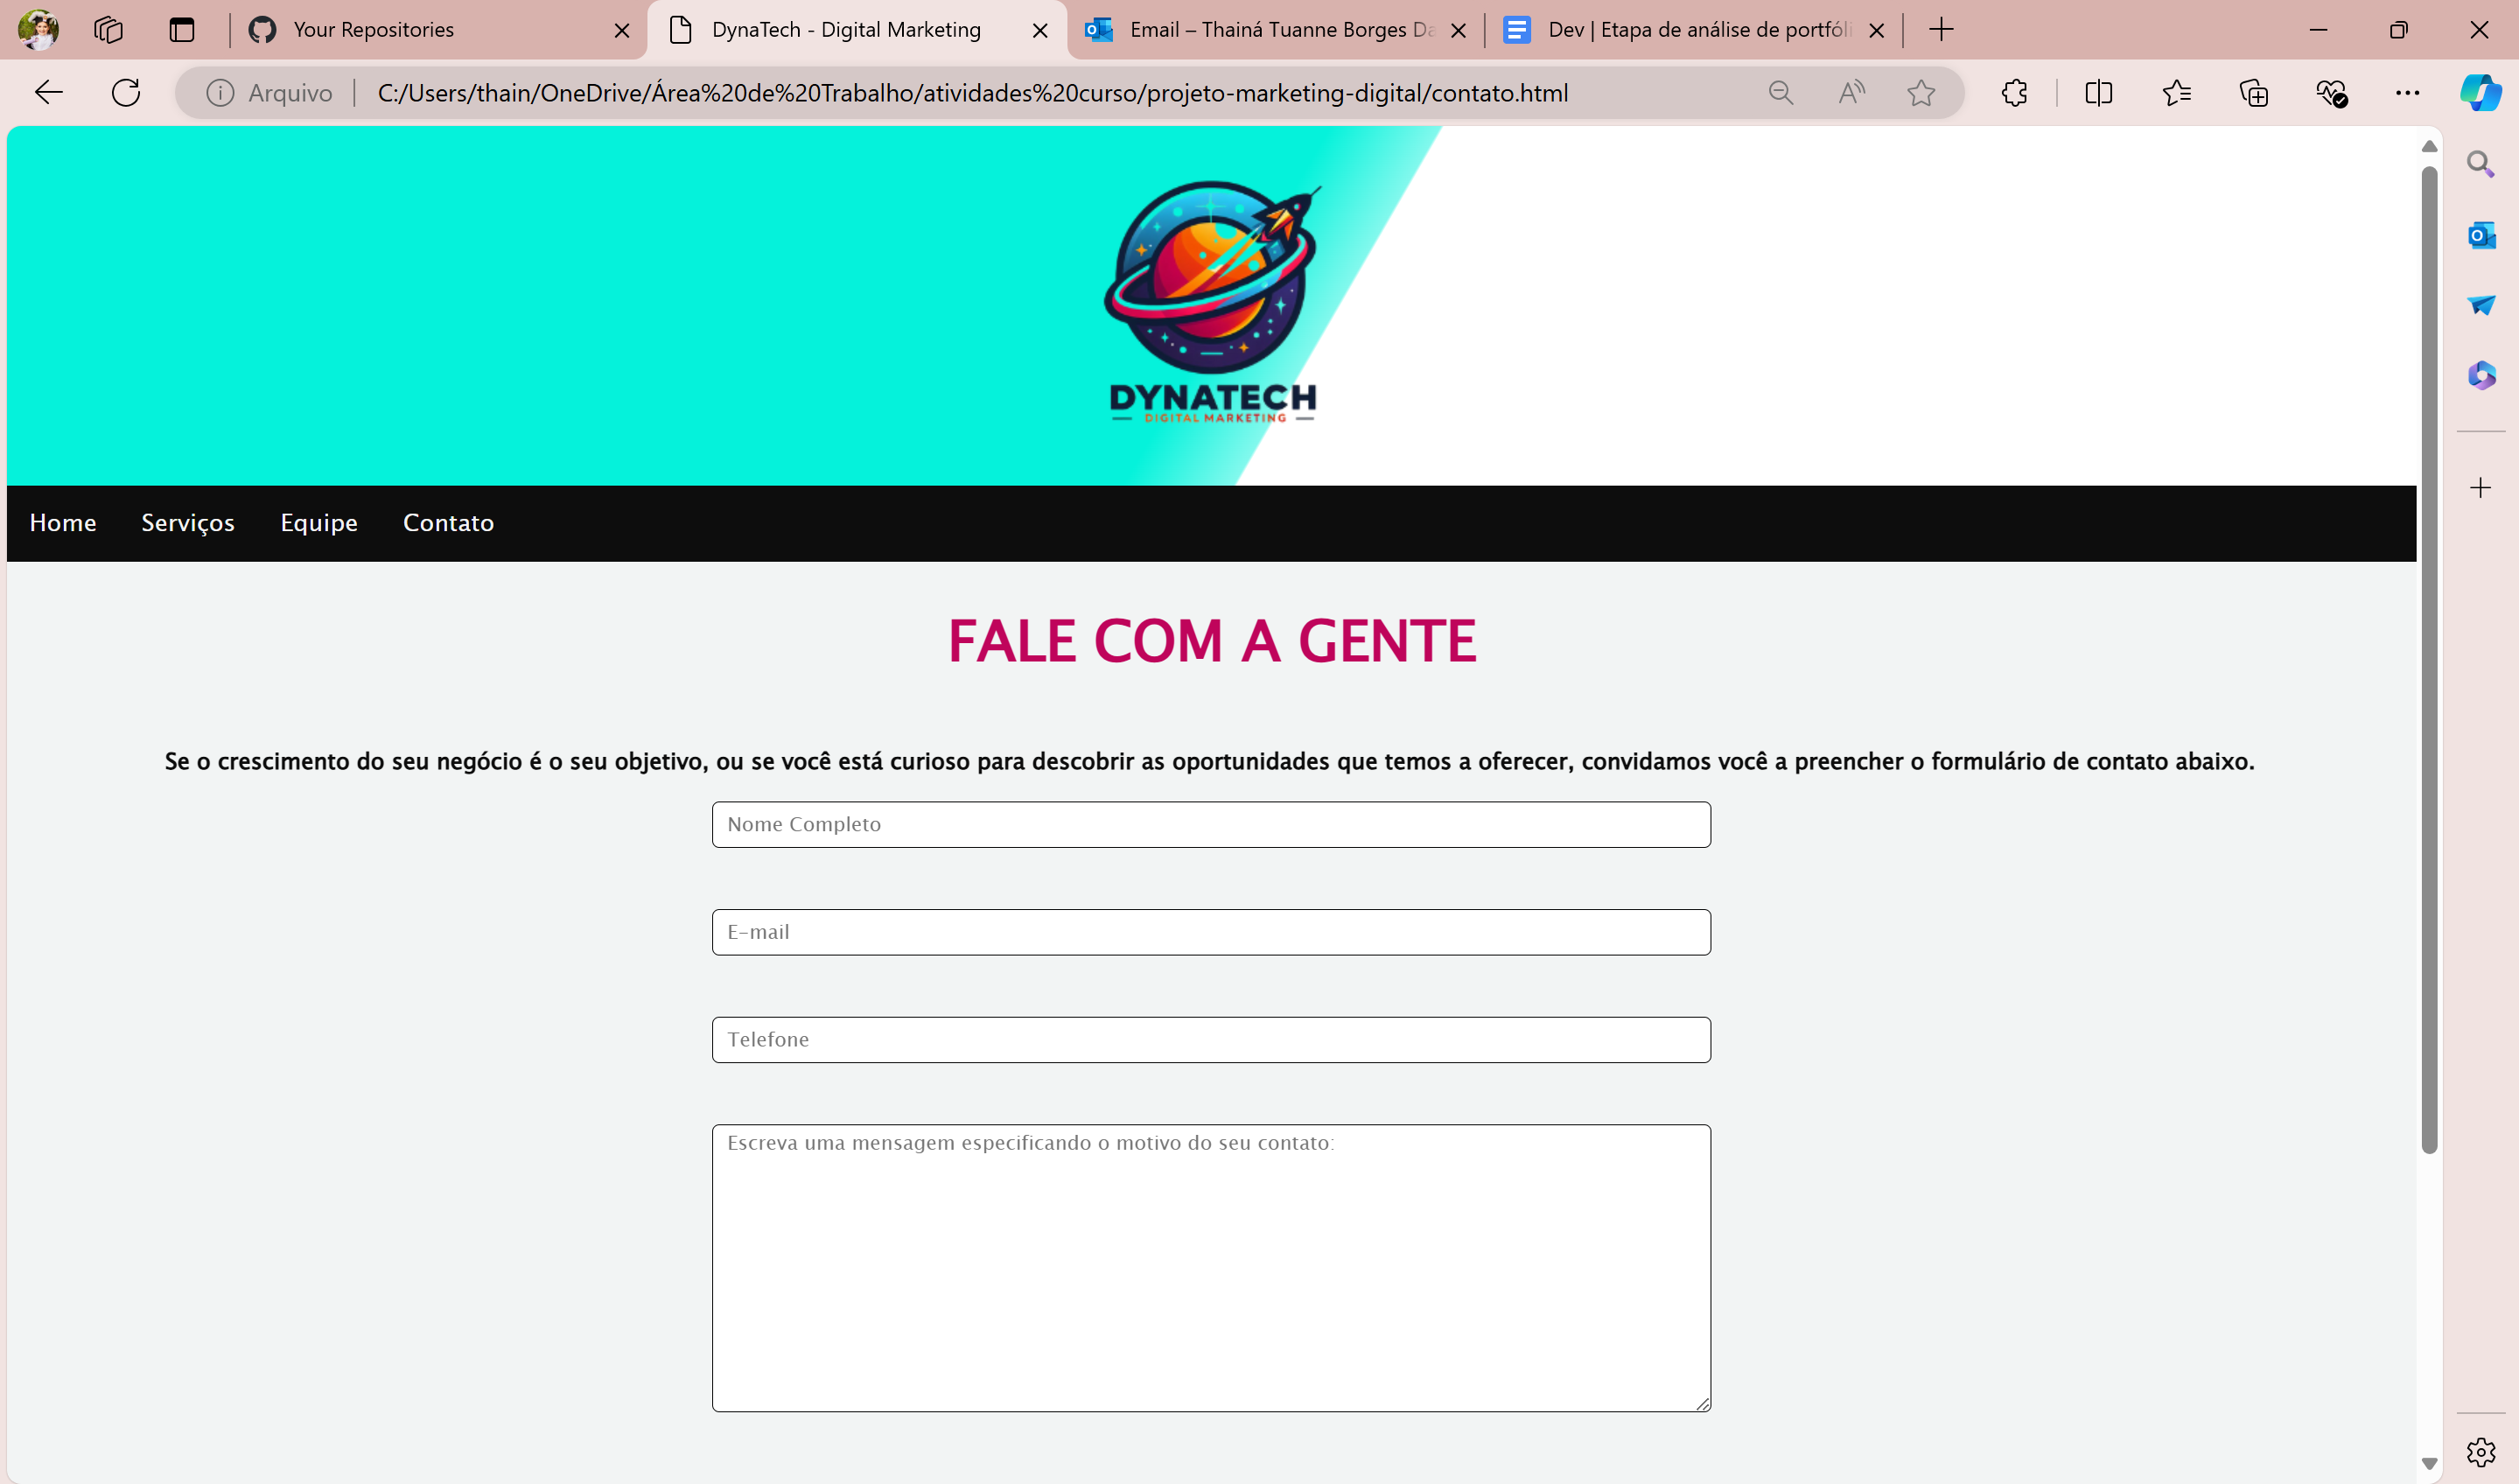 Your Repositories
DynaTech - Digital Marketing
Email – Thainá Tuanne Borges Da
Dev | Etapa de análise de portfóli
Arquivo
C:/Users/thain/OneDrive/Área%20de%20Trabalho/atividades%20curso/projeto-marketing-digital/contato.html
DYNATECH
DIGITAL MARKETING
Home Serviços Equipe Contato
FALE COM A GENTE
Se o crescimento do seu negócio é o seu objetivo, ou se você está curioso para descobrir as oportunidades que temos a oferecer, convidamos você a preencher o formulário de contato abaixo.
Nome Completo
E-mail
Telefone
Escreva uma mensagem especificando o motivo do seu contato: